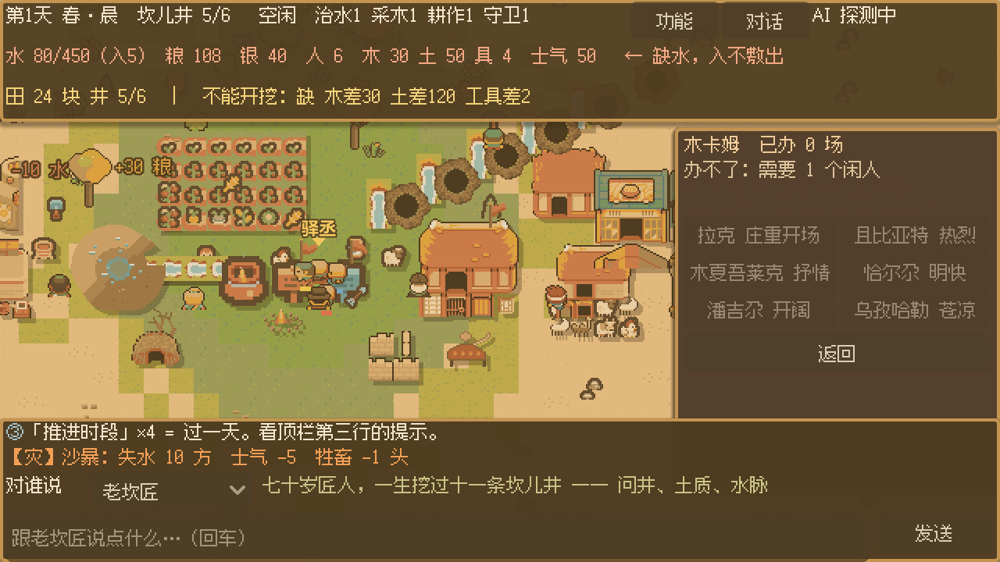 第1天 春·晨 坎儿井 5/6 空闲 治水1 采木1 耕作1 守卫1 功能 对话 AI 探测中
水 80/450（入5） 粮 108 银 40 人 6 木 30 土 50 具 4 士气 50 ← 缺水，入不敷出
田 24 块 井 5/6 | 不能开挖：缺 木差30 土差120 工具差2
-10 水 +30 粮
驿丞
木卡姆 已办 0 场
办不了：需要 1 个闲人
拉克 庄重开场 且比亚特 热烈
木夏吾莱克 抒情 恰尔尕 明快
潘吉尕 开阔 乌孜哈勒 苍凉
返回
③「推进时段」×4 = 过一天。看顶栏第三行的提示。
【灾】沙暴：失水 10 方 士气 -5 牲畜 -1 头
对谁说 老坎匠 七十岁匠人，一生挖过十一条坎儿井 —— 问井、土质、水脉
跟老坎匠说点什么…（回车） 发送